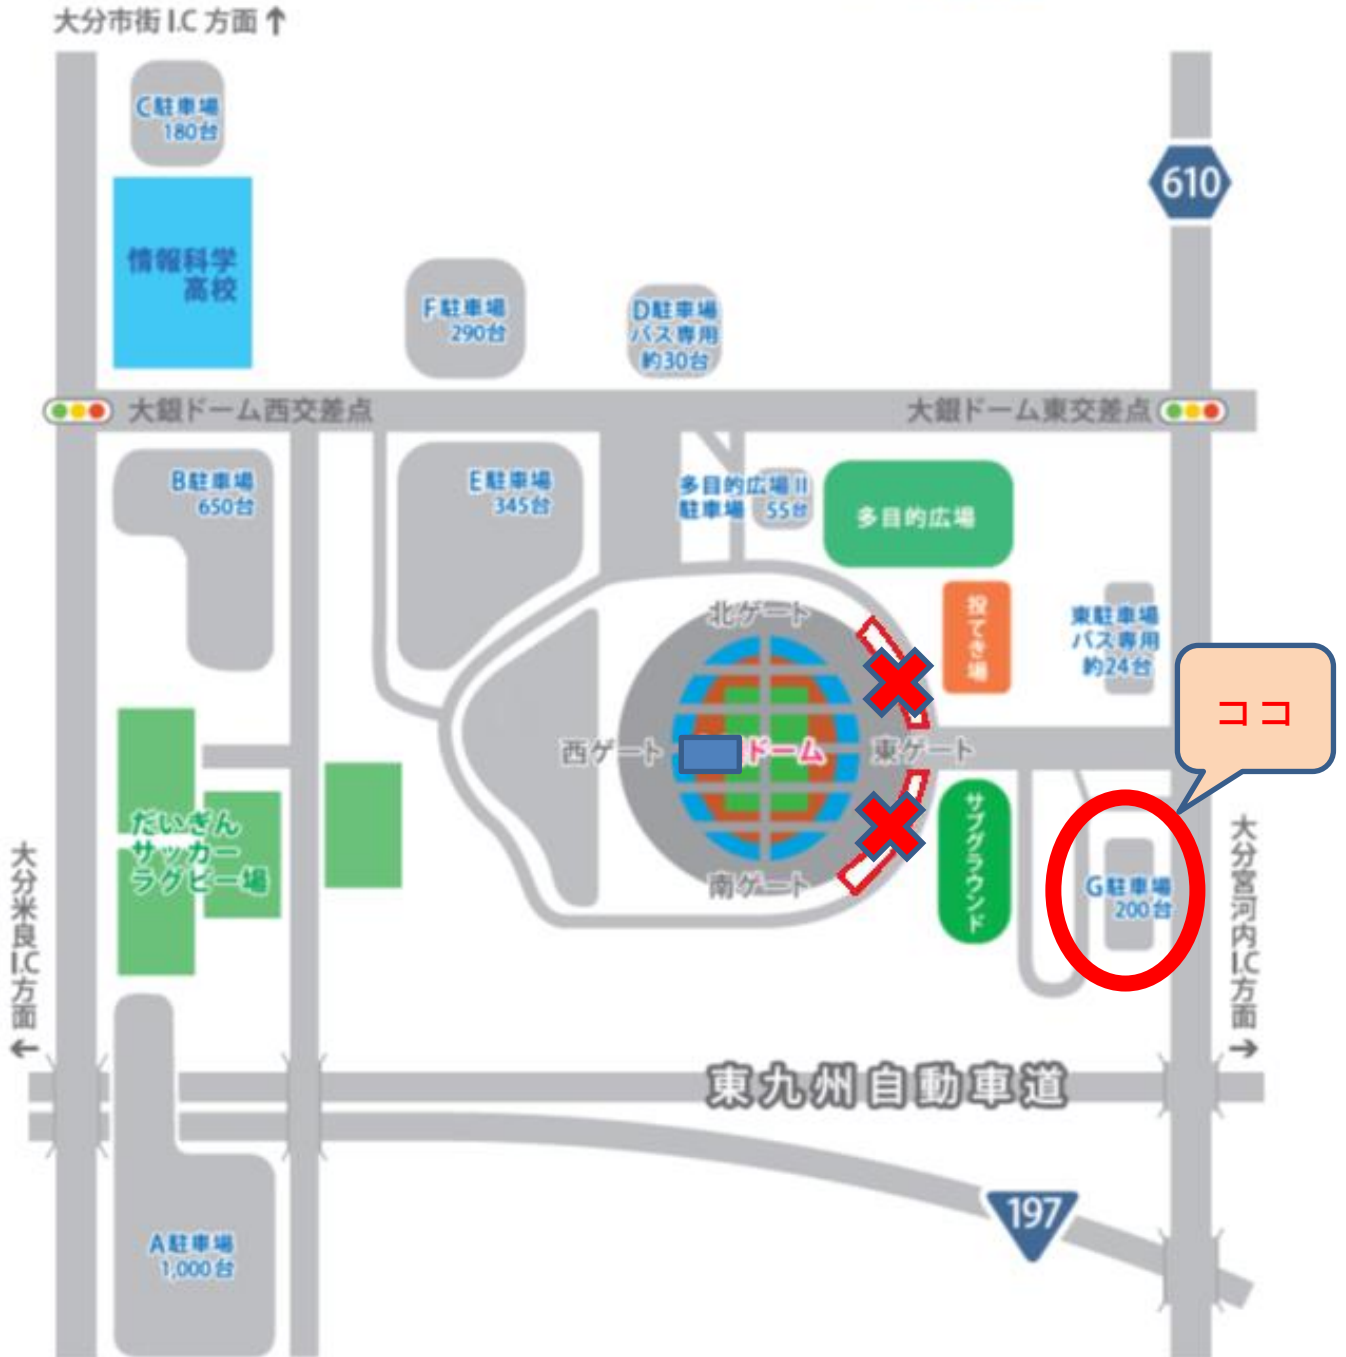 大分市街 I.C 方面↑
C駐車場
180台
610
情報科学
高校
F駐車場
290台
D駐車場
バス専用
約30台
大銀ドーム西交差点
大銀ドーム東交差点
B駐車場
650台
E駐車場
345台
多目的広場Ⅱ
駐車場 55台
多目的広場
北ゲート
投てき場
東駐車場
バス専用
約24台
ココ
西ゲート
ドーム
東ゲート
サブグラウンド
だいぎん
サッカー
ラグビー場
南ゲート
G駐車場
200台
大分米良I.C方面
←
大分宮河内I.C方面
→
東九州自動車道
197
A駐車場
1,000台